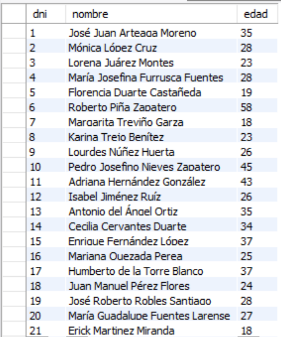 dni nombre edad
1 José Juan Arteaga Moreno 35
2 Mónica López Cruz 28
3 Lorena Juárez Montes 23
4 María Josefina Furrusca Fuentes 28
5 Florencia Duarte Castañeda 19
6 Roberto Piña Zapatero 58
7 Margarita Treviño Garza 18
8 Karina Trejo Benítez 23
9 Lourdes Núñez Huerta 26
10 Pedro Josefino Nieves Zapatero 45
11 Adriana Hernández González 43
12 Isabel Jiménez Ruíz 26
13 Antonio del Ángel Ortiz 35
14 Cecilia Cervantes Duarte 34
15 Enrique Fernández López 37
16 Mariana Quezada Perea 25
17 Humberto de la Torre Blanco 37
18 Juan Manuel Pérez Flores 24
19 José Roberto Robles Santiago 28
20 María Guadalupe Fuentes Larense 27
21 Erick Martinez Miranda 18